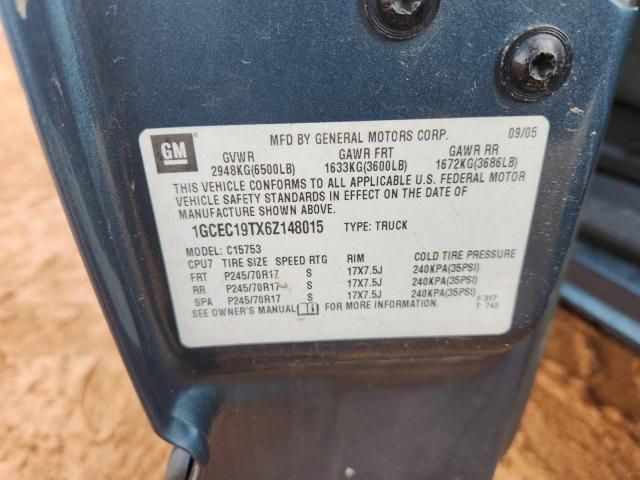 MFD BY GENERAL MOTORS CORP. 09/05
GM
GVWR GAWR FRT GAWR RR
2948KG(6500LB) 1633KG(3600LB) 1672KG(3686LB)
THIS VEHICLE CONFORMS TO ALL APPLICABLE U.S. FEDERAL MOTOR
VEHICLE SAFETY STANDARDS IN EFFECT ON THE DATE OF
MANUFACTURE SHOWN ABOVE.
1GCEC19TX6Z148015 TYPE: TRUCK
MODEL: C15753
CPU7 TIRE SIZE SPEED RTG RIM COLD TIRE PRESSURE
FRT P245/70R17 S 17X7.5J 240KPA(35PSI)
RR P245/70R17 S 17X7.5J 240KPA(35PSI)
SPA P245/70R17 S 17X7.5J 240KPA(35PSI)
SEE OWNER'S MANUAL FOR MORE INFORMATION.
F 317
T 742